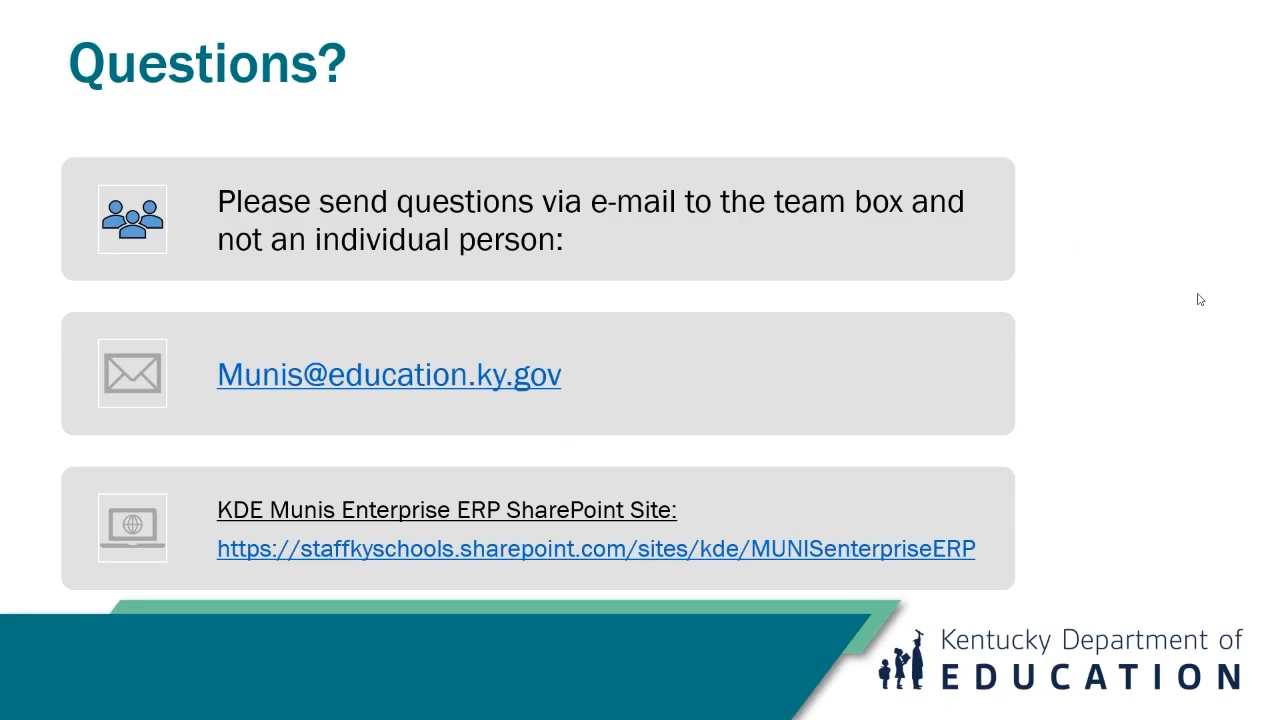 Questions?
Please send questions via e-mail to the team box and
not an individual person:
Munis@education.ky.gov
KDE Munis Enterprise ERP SharePoint Site:
https://staffkyschools.sharepoint.com/sites/kde/MUNISenterpriseERP
Kentucky Department of
EDUCATION